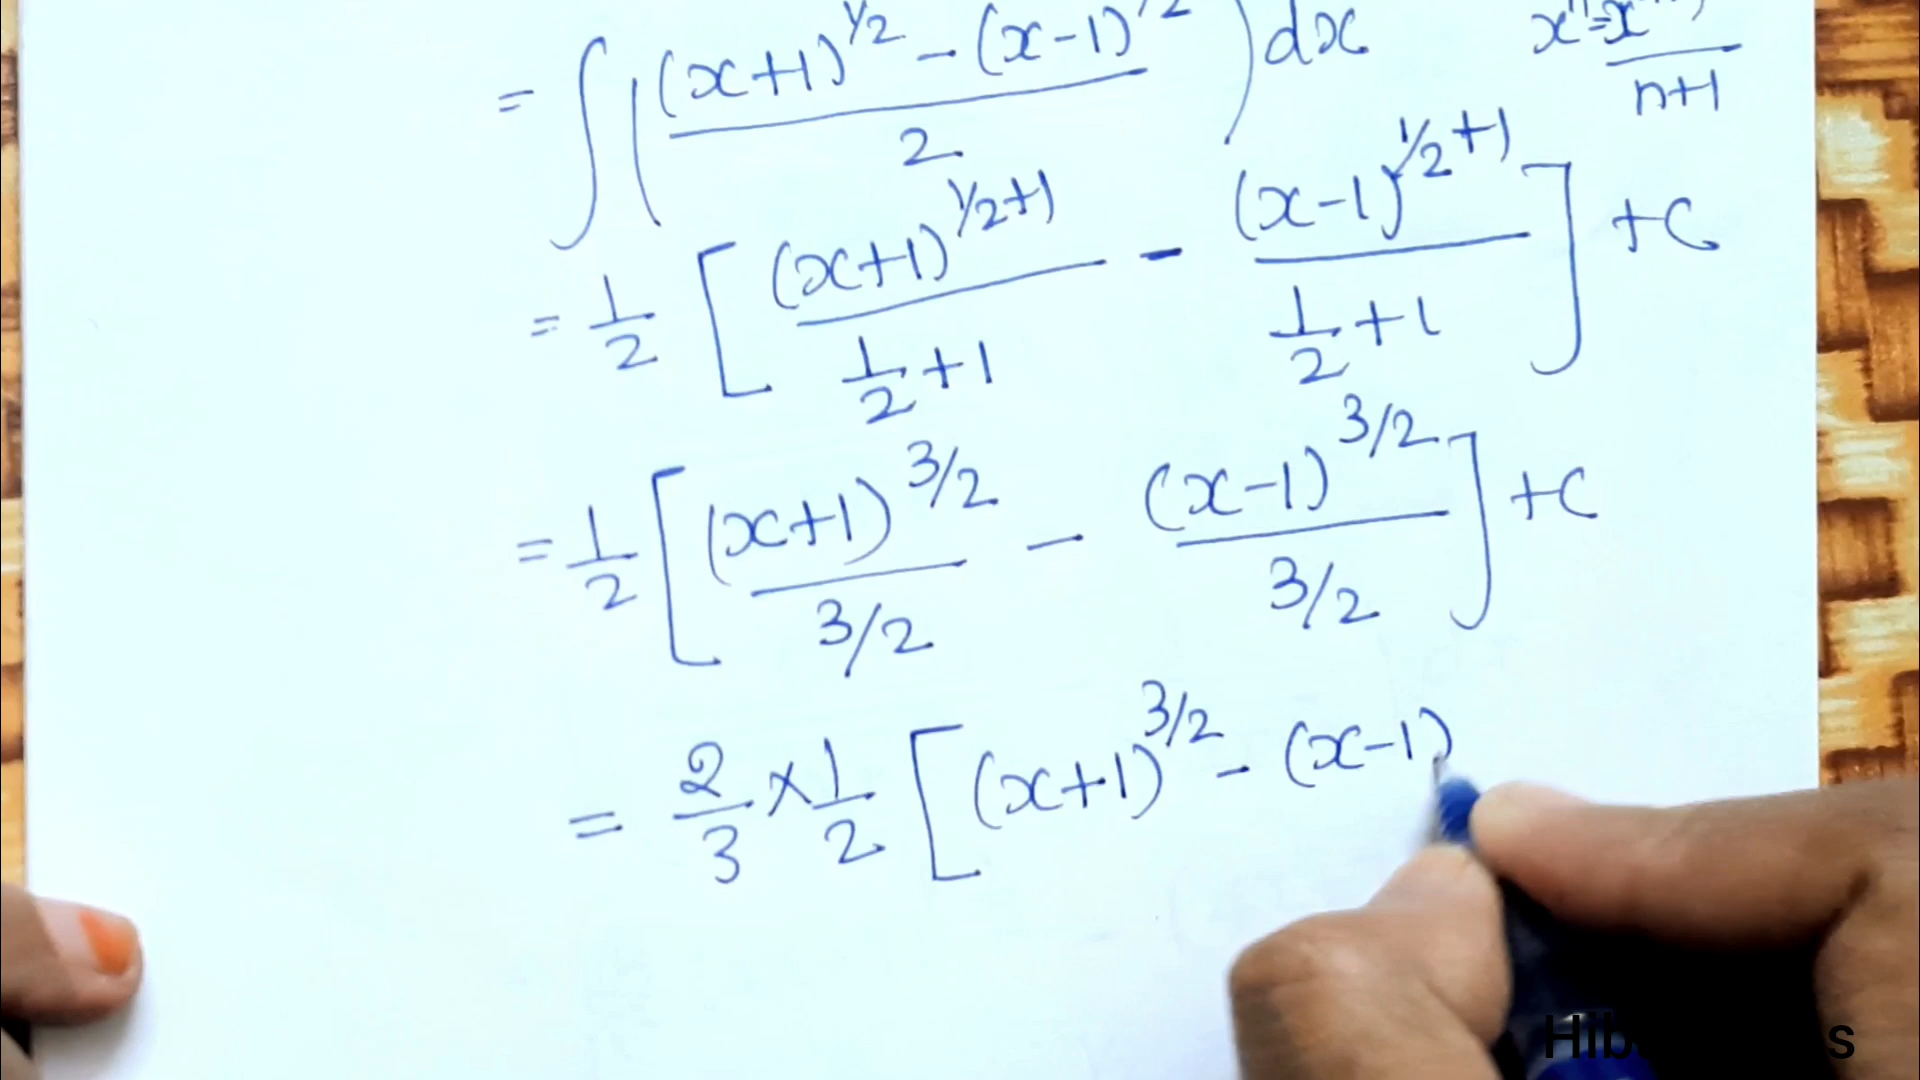 = ∫ ( (x+1)^1/2 - (x-1)^1/2 / 2 ) dx
n+1
= 1/2 [ (x+1)^1/2+1 / 1/2+1 - (x-1)^1/2+1 / 1/2+1 ] +C
= 1/2 [ (x+1)^3/2 / 3/2 - (x-1)^3/2 / 3/2 ] +C
= 2/3 × 1/2 [ (x+1)^3/2 - (x-1)